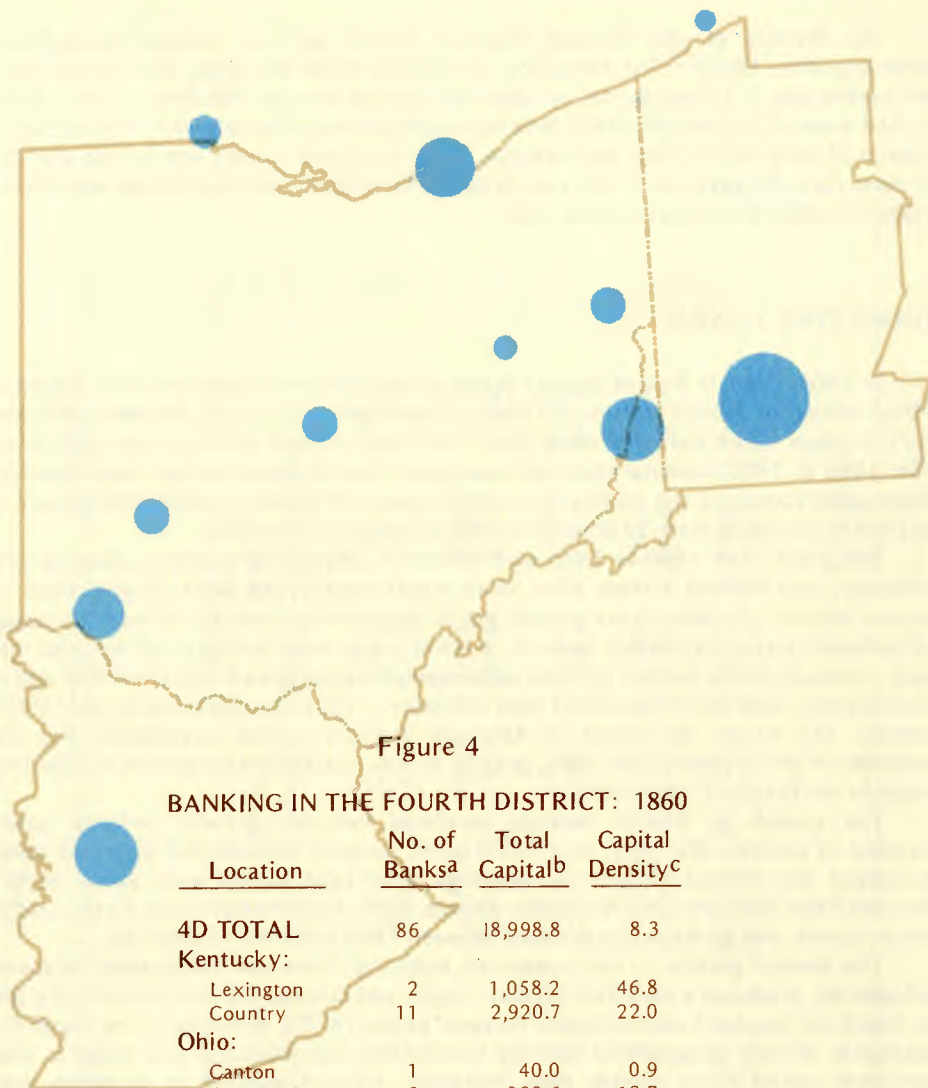 Figure 4
BANKING IN THE FOURTH DISTRICT: 1860
No. of Total Capital
Location Banksᵃ Capitalᵇ Densityᶜ
4D TOTAL 86 18,998.8 8.3
Kentucky:
Lexington 2 1,058.2 46.8
Country 11 2,920.7 22.0
Ohio:
Canton 1 40.0 0.9